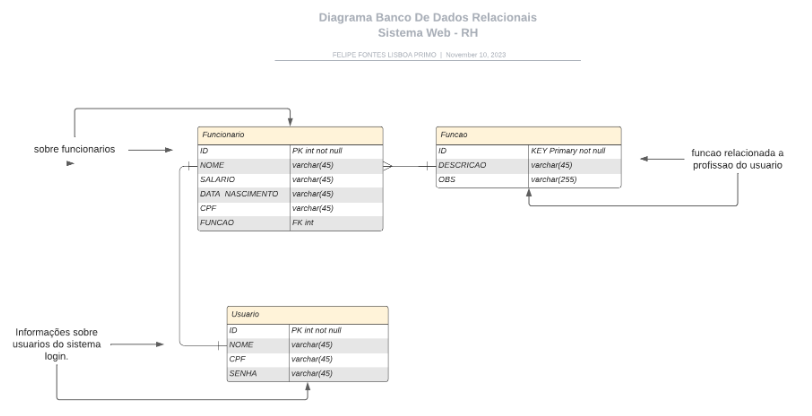 Diagrama Banco De Dados Relacionais
Sistema Web - RH
FELIPE FONTES LISBOA PRIMO | November 10, 2023
sobre funcionarios
Funcionario
ID PK int not null
NOME varchar(45)
SALARIO varchar(45)
DATA NASCIMENTO varchar(45)
CPF varchar(45)
FUNCAO FK int
Funcao
ID KEY Primary not null
DESCRICAO varchar(45)
OBS varchar(255)
funcao relacionada a
profissao do usuario
Informações sobre
usuarios do sistema
login.
Usuario
ID PK int not null
NOME varchar(45)
CPF varchar(45)
SENHA varchar(45)